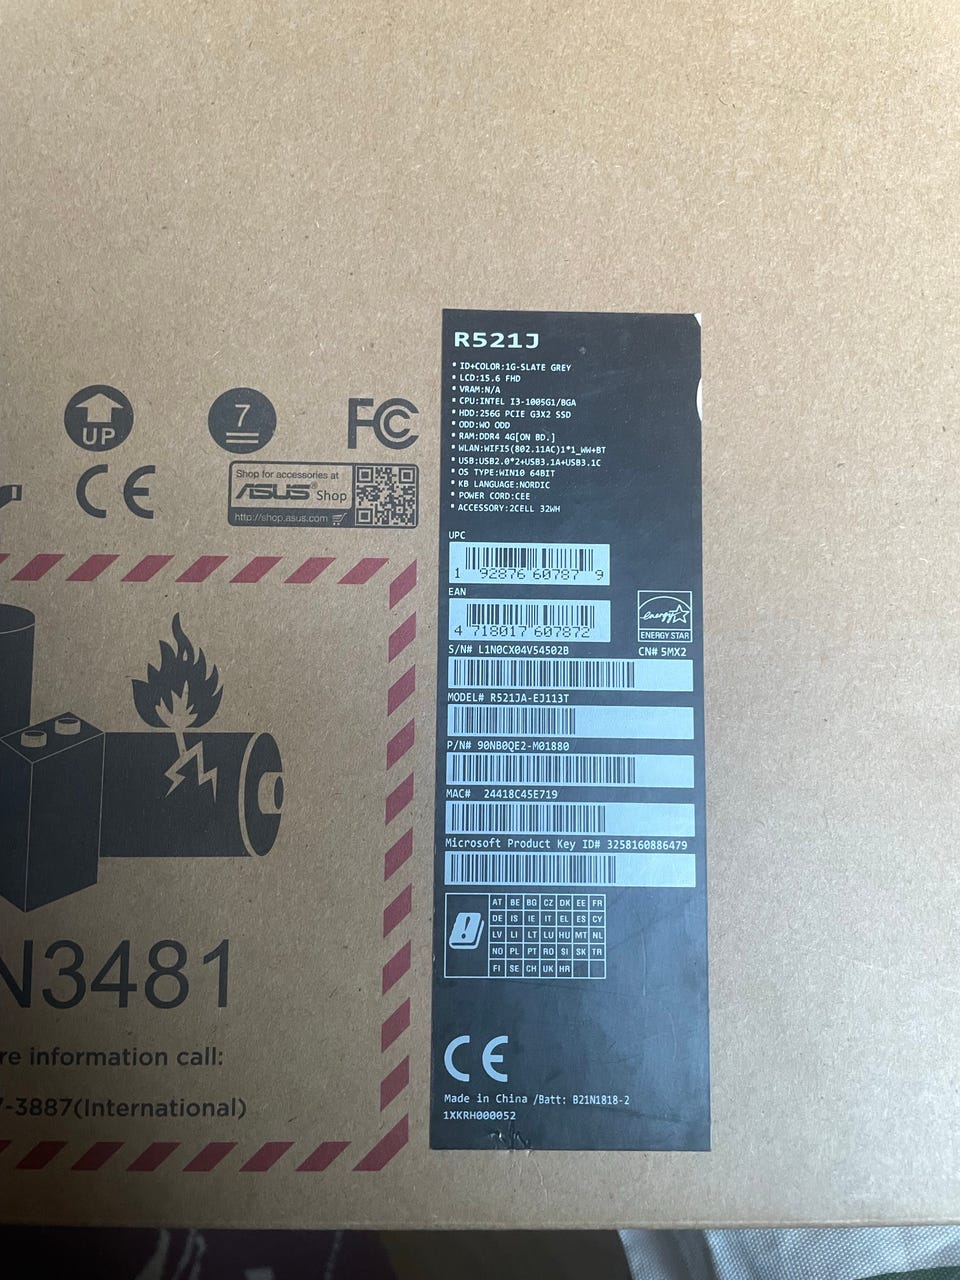 UP
7
FC
CE
Shop for accessories at
ASUS® Shop
http://shop.asus.com
N3481
re information call:
7-3887(International)
R521J
• ID+COLOR:1G-SLATE GREY
• LCD:15.6 FHD
• VRAM:N/A
• CPU:INTEL I3-1005G1/BGA
• HDD:256G PCIE G3X2 SSD
• ODD:WO ODD
• RAM:DDR4 4G[ON BD.]
• WLAN:WIFI5(802.11AC)1*1_WW+BT
• USB:USB2.0*2+USB3.1A+USB3.1C
• OS TYPE:WIN10 64BIT
• KB LANGUAGE:NORDIC
• POWER CORD:CEE
• ACCESSORY:2CELL 32WH
UPC
1 92876 60787 9
EAN
4 718017 607872
energy
ENERGY STAR
S/N# L1N0CX04V54502B
CN# 5MX2
MODEL# R521JA-EJ113T
P/N# 90NB0QE2-M01880
MAC# 24418C45E719
Microsoft Product Key ID# 3258160886479
AT BE BG CZ DK EE FR
DE IS IE IT EL ES CY
LV LI LT LU HU MT NL
NO PL PT RO SI SK TR
FI SE CH UK HR
CE
Made in China /Batt: B21N1818-2
1XKRH000052